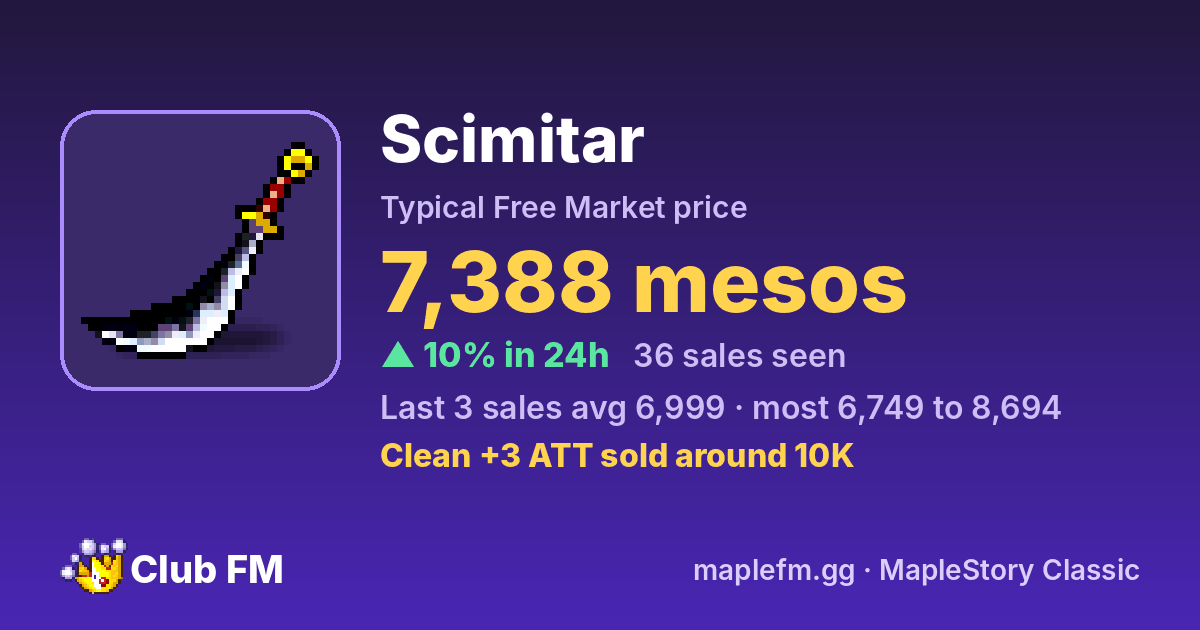 Scimitar
Typical Free Market price
7,388 mesos
▲ 10% in 24h 36 sales seen
Last 3 sales avg 6,999 · most 6,749 to 8,694
Clean +3 ATT sold around 10K
Club FM
maplefm.gg · MapleStory Classic